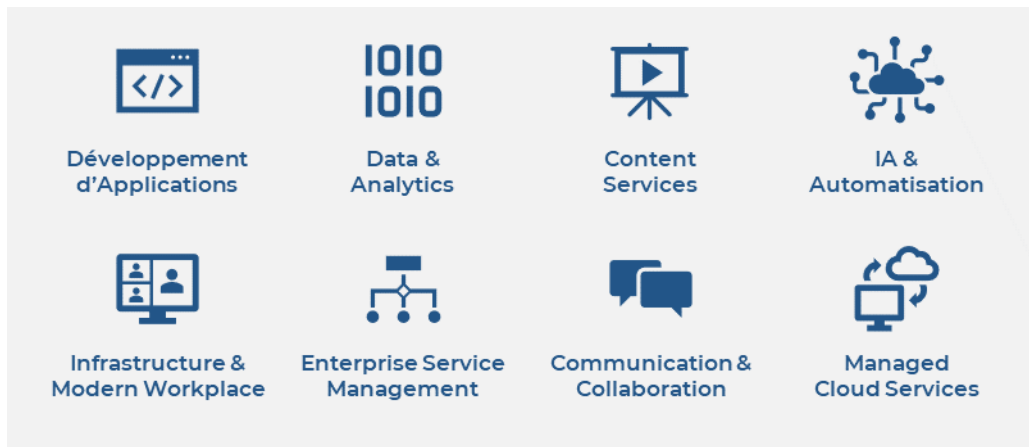 </>
1010
1010
Développement
d’Applications
Data &
Analytics
Content
Services
IA &
Automatisation
Infrastructure &
Modern Workplace
Enterprise Service
Management
Communication &
Collaboration
Managed
Cloud Services